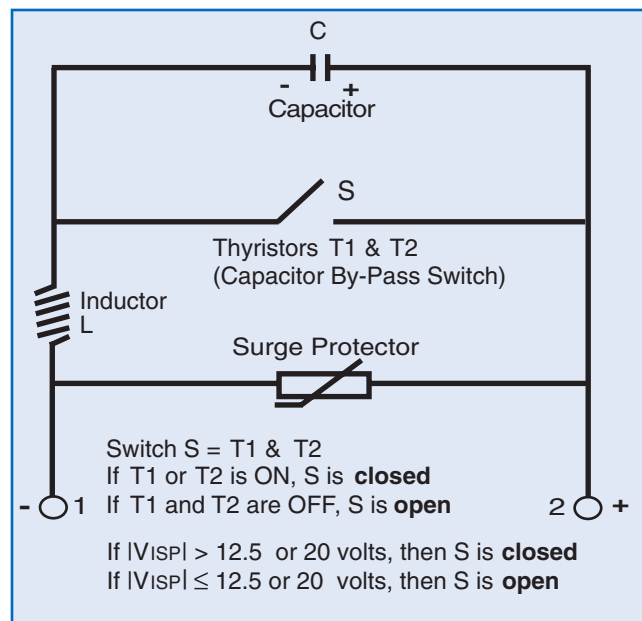 C
- +
Capacitor
S
Thyristors T1 & T2
(Capacitor By-Pass Switch)
Inductor
L
Surge Protector
Switch S = T1 & T2
If T1 or T2 is ON, S is closed
- 1 If T1 and T2 are OFF, S is open 2 +
If |VISP| > 12.5 or 20 volts, then S is closed
If |VISP| ≤ 12.5 or 20 volts, then S is open